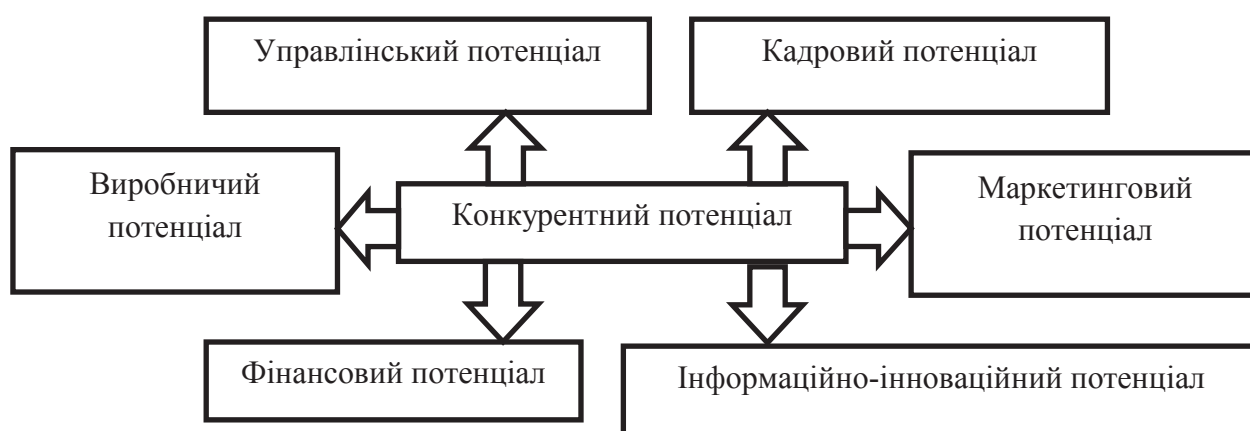 Управлінський потенціал
Кадровий потенціал
Виробничий
потенціал
Конкурентний потенціал
Маркетинговий
потенціал
Фінансовий потенціал
Інформаційно-інноваційний потенціал